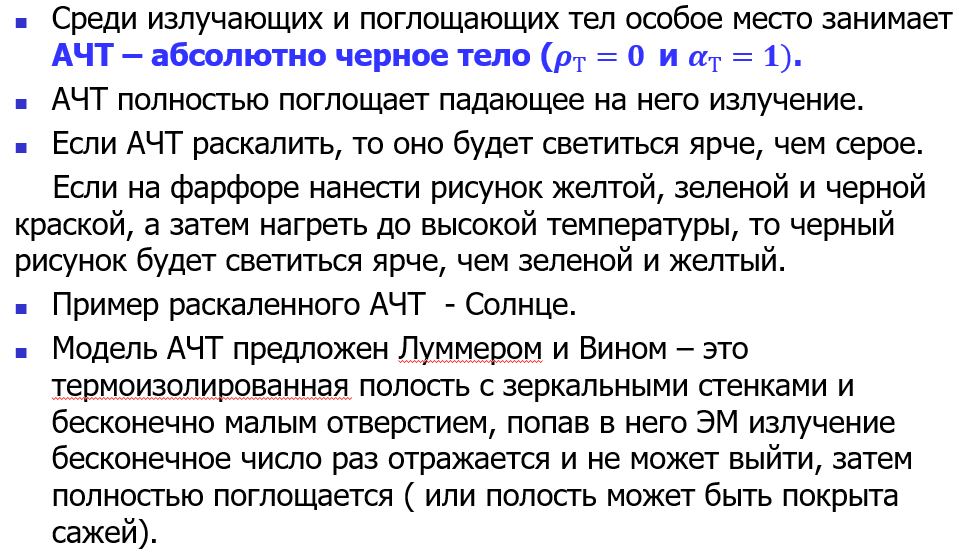 ▪ Среди излучающих и поглощающих тел особое место занимает
АЧТ – абсолютно черное тело (ρ_T = 0 и α_T = 1).
▪ АЧТ полностью поглощает падающее на него излучение.
▪ Если АЧТ раскалить, то оно будет светиться ярче, чем серое.
Если на фарфоре нанести рисунок желтой, зеленой и черной
краской, а затем нагреть до высокой температуры, то черный
рисунок будет светиться ярче, чем зеленой и желтый.
▪ Пример раскаленного АЧТ - Солнце.
▪ Модель АЧТ предложен Луммером и Вином – это
термоизолированная полость с зеркальными стенками и
бесконечно малым отверстием, попав в него ЭМ излучение
бесконечное число раз отражается и не может выйти, затем
полностью поглощается ( или полость может быть покрыта
сажей).